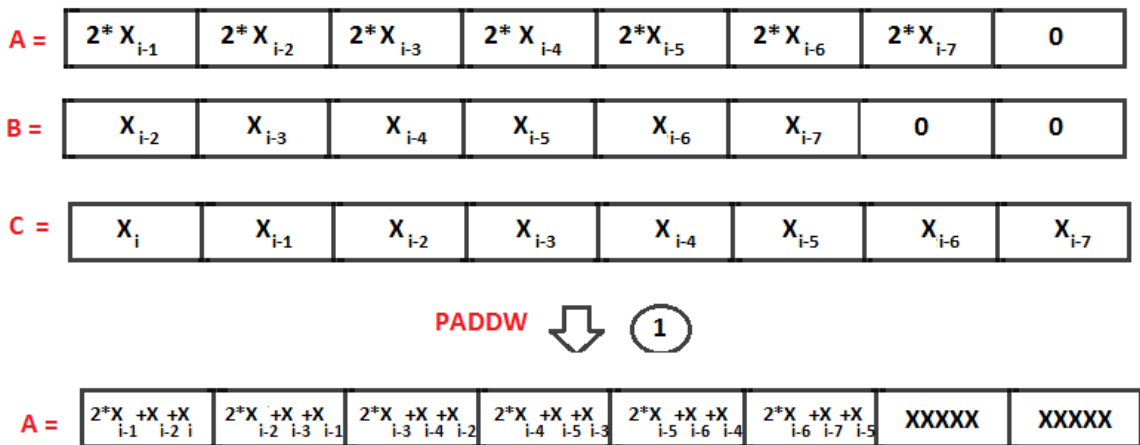 A = 2* X i-1 2* X i-2 2* X i-3 2* X i-4 2*X i-5 2* X i-6 2* X i-7 0
B = X i-2 X i-3 X i-4 X i-5 X i-6 X i-7 0 0
C = X i X i-1 X i-2 X i-3 X i-4 X i-5 X i-6 X i-7
PADDW 1
A = 2*X i-1 +X i-2 +X i 2*X i-2 +X i-3 +X i-1 2*X i-3 +X i-4 +X i-2 2*X i-4 +X i-5 +X i-3 2*X i-5 +X i-6 +X i-4 2*X i-6 +X i-7 +X i-5 XXXXX XXXXX